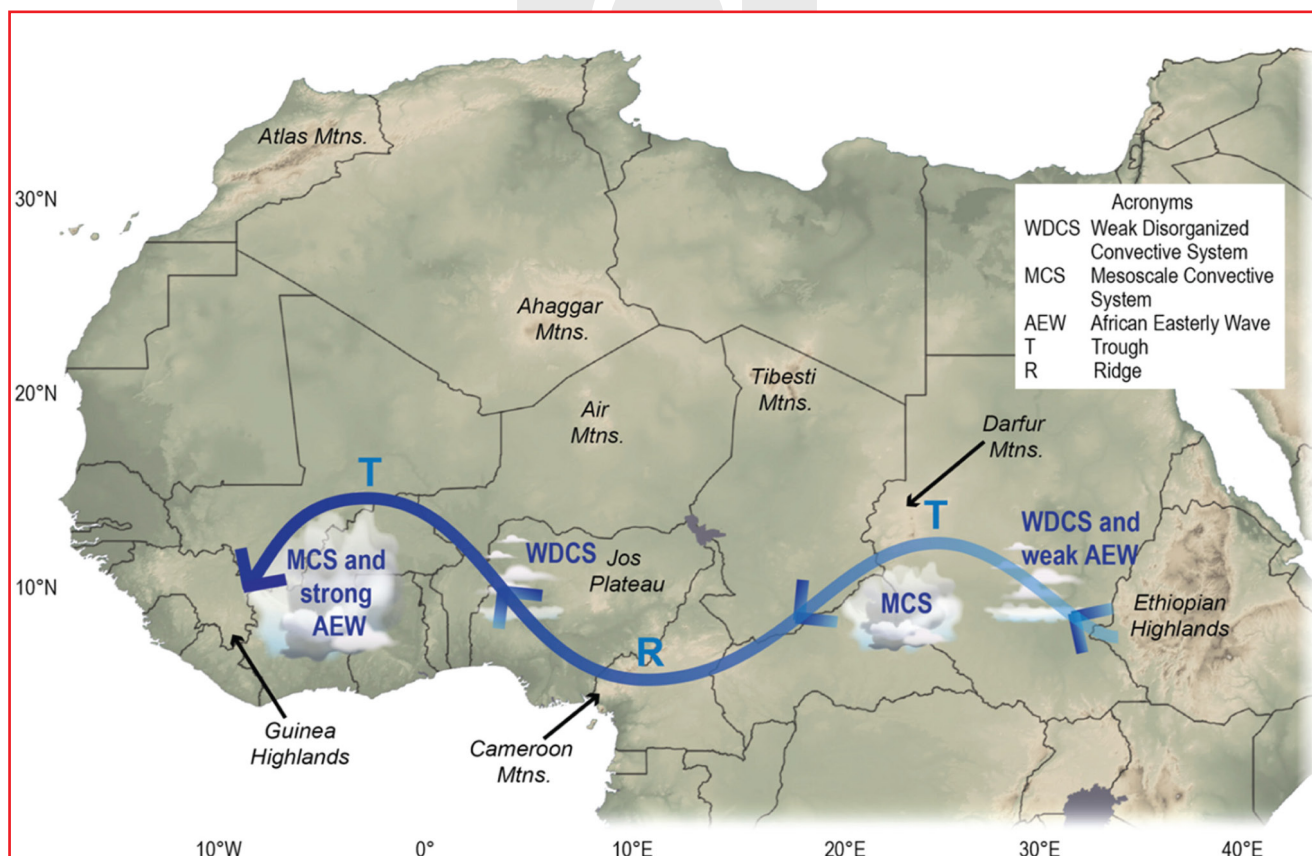 Atlas Mtns.
30°N
Acronyms
WDCS Weak Disorganized
Convective System
MCS Mesoscale Convective
System
AEW African Easterly Wave
T Trough
R Ridge
Ahaggar
Mtns.
Tibesti
Mtns.
20°N
Air
Mtns.
Darfur
Mtns.
T
T
WDCS and
weak AEW
MCS and
strong
AEW
WDCS
Jos
Plateau
10°N
MCS
Ethiopian
Highlands
R
Guinea
Highlands
Cameroon
Mtns.
10°W 0° 10°E 20°E 30°E 40°E